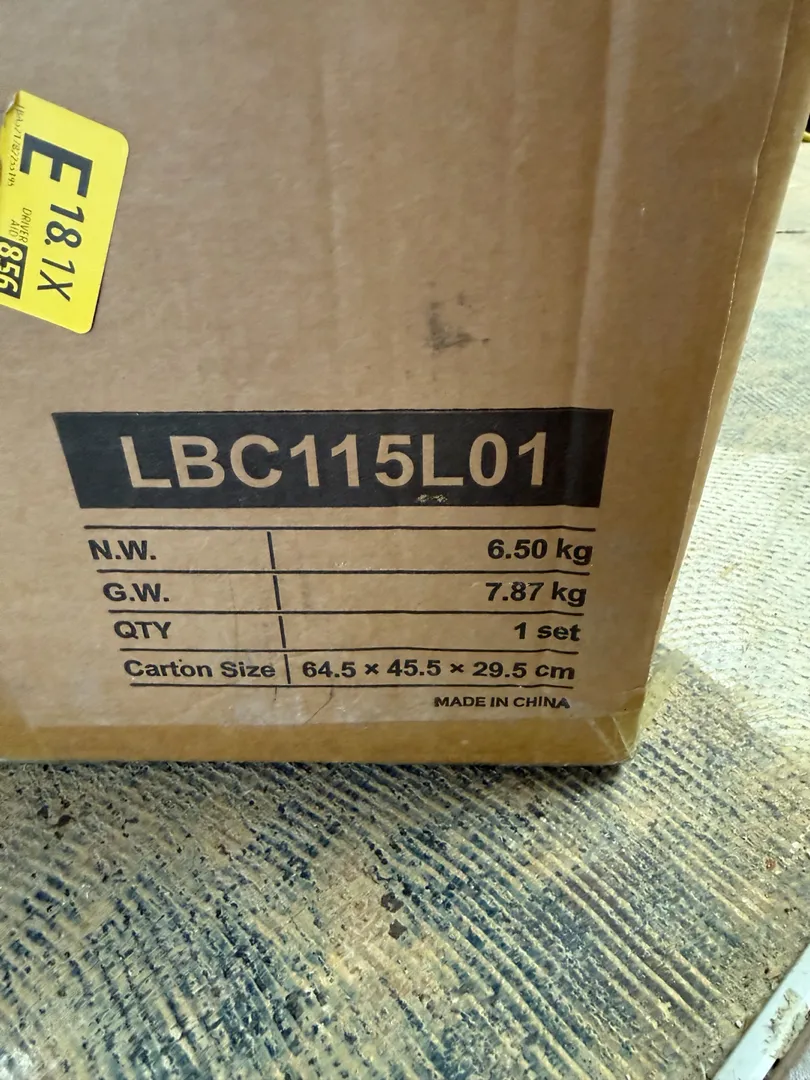 E 18.1X
DRIVER
AID
856
LBC115L01
N.W. 6.50 kg
G.W. 7.87 kg
QTY 1 set
Carton Size 64.5 × 45.5 × 29.5 cm
MADE IN CHINA